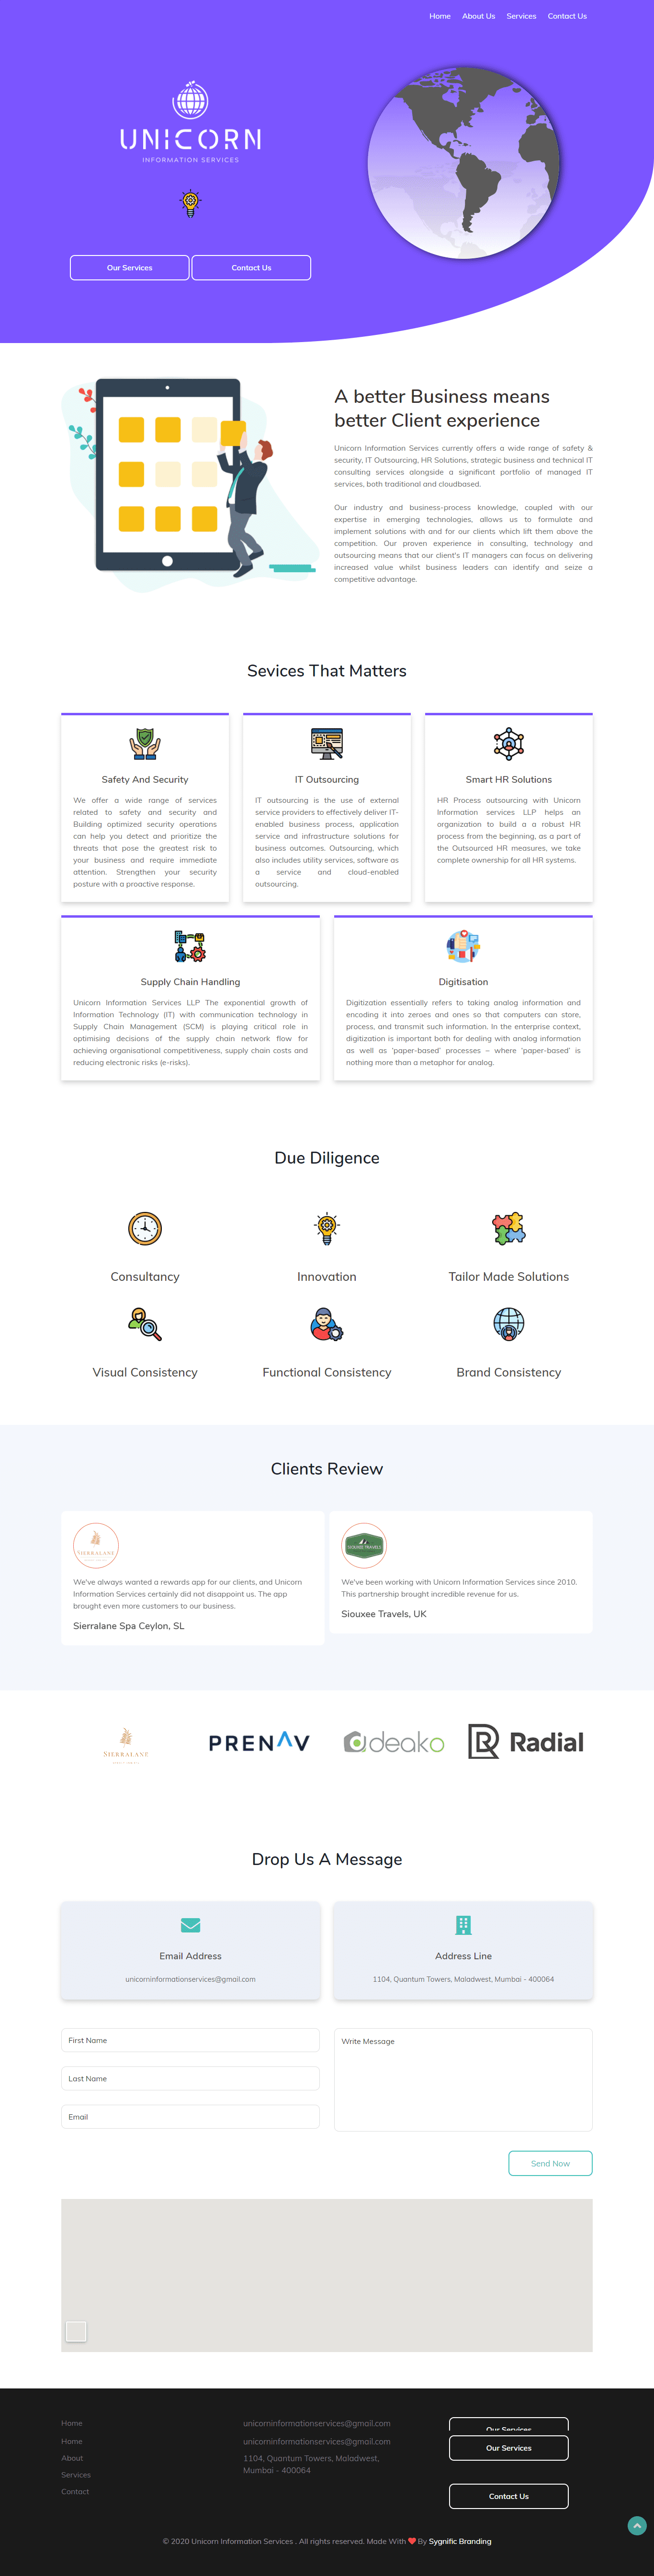 Home About Us Services Contact Us
UNICORN
INFORMATION SERVICES
Our Services
Contact Us
A better Business means
better Client experience
Unicorn Information Services currently offers a wide range of safety &
security, IT Outsourcing, HR Solutions, strategic business and technical IT
consulting services alongside a significant portfolio of managed IT
services, both traditional and cloudbased.
Our industry and business-process knowledge, coupled with our
expertise in emerging technologies, allows us to formulate and
implement solutions with and for our clients which lift them above the
competition. Our proven experience in consulting, technology and
outsourcing means that our client's IT managers can focus on delivering
increased value whilst business leaders can identify and seize a
competitive advantage.
Sevices That Matters
Safety And Security
We offer a wide range of services
related to safety and security and
Building optimized security operations
can help you detect and prioritize the
threats that pose the greatest risk to
your business and require immediate
attention. Strengthen your security
posture with a proactive response.
IT Outsourcing
IT outsourcing is the use of external
service providers to effectively deliver IT-
enabled business process, application
service and infrastructure solutions for
business outcomes. Outsourcing, which
also includes utility services, software as
a service and cloud-enabled
outsourcing.
Smart HR Solutions
HR Process outsourcing with Unicorn
Information services LLP helps an
organization to build a a robust HR
process from the beginning, as a part of
the Outsourced HR measures, we take
complete ownership for all HR systems.
Supply Chain Handling
Unicorn Information Services LLP The exponential growth of
Information Technology (IT) with communication technology in
Supply Chain Management (SCM) is playing critical role in
optimising decisions of the supply chain network flow for
achieving organisational competitiveness, supply chain costs and
reducing electronic risks (e-risks).
Digitisation
Digitization essentially refers to taking analog information and
encoding it into zeroes and ones so that computers can store,
process, and transmit such information. In the enterprise context,
digitization is important both for dealing with analog information
as well as 'paper-based' processes – where 'paper-based' is
nothing more than a metaphor for analog.
Due Diligence
Consultancy
Innovation
Tailor Made Solutions
Visual Consistency
Functional Consistency
Brand Consistency
Clients Review
SIERRALANE
We've always wanted a rewards app for our clients, and Unicorn
Information Services certainly did not disappoint us. The app
brought even more customers to our business.
Sierralane Spa Ceylon, SL
SIOUXEE TRAVELS
We've been working with Unicorn Information Services since 2010.
This partnership brought incredible revenue for us.
Siouxee Travels, UK
SIERRALANE
PRENAV
deako
Radial
Drop Us A Message
Email Address
unicorninformationservices@gmail.com
Address Line
1104, Quantum Towers, Maladwest, Mumbai - 400064
First Name
Last Name
Email
Write Message
Send Now
Home
Home
About
Services
Contact
unicorninformationservices@gmail.com
unicorninformationservices@gmail.com
1104, Quantum Towers, Maladwest,
Mumbai - 400064
Our Services
Our Services
Contact Us
© 2020 Unicorn Information Services . All rights reserved. Made With By Sygnific Branding